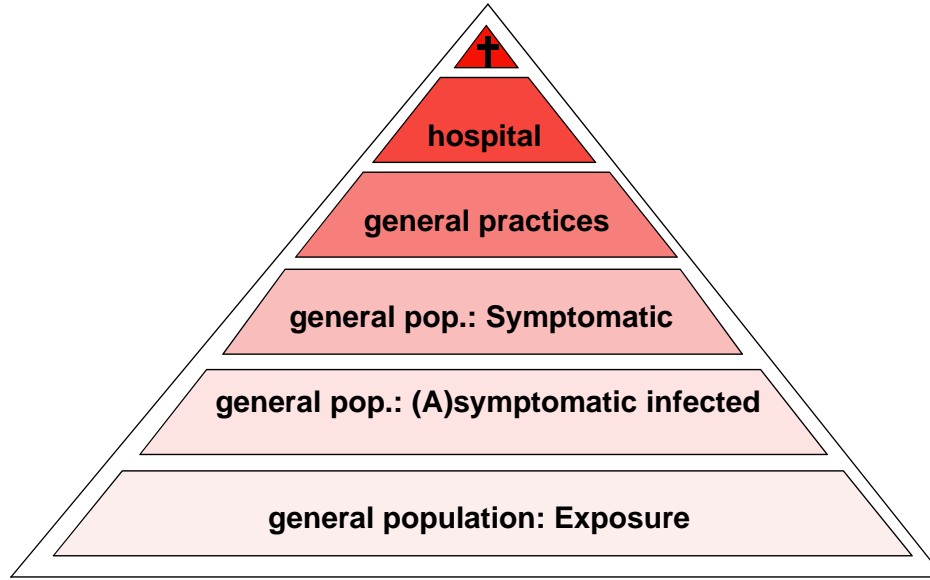 hospital
general practices
general pop.: Symptomatic
general pop.: (A)symptomatic infected
general population: Exposure